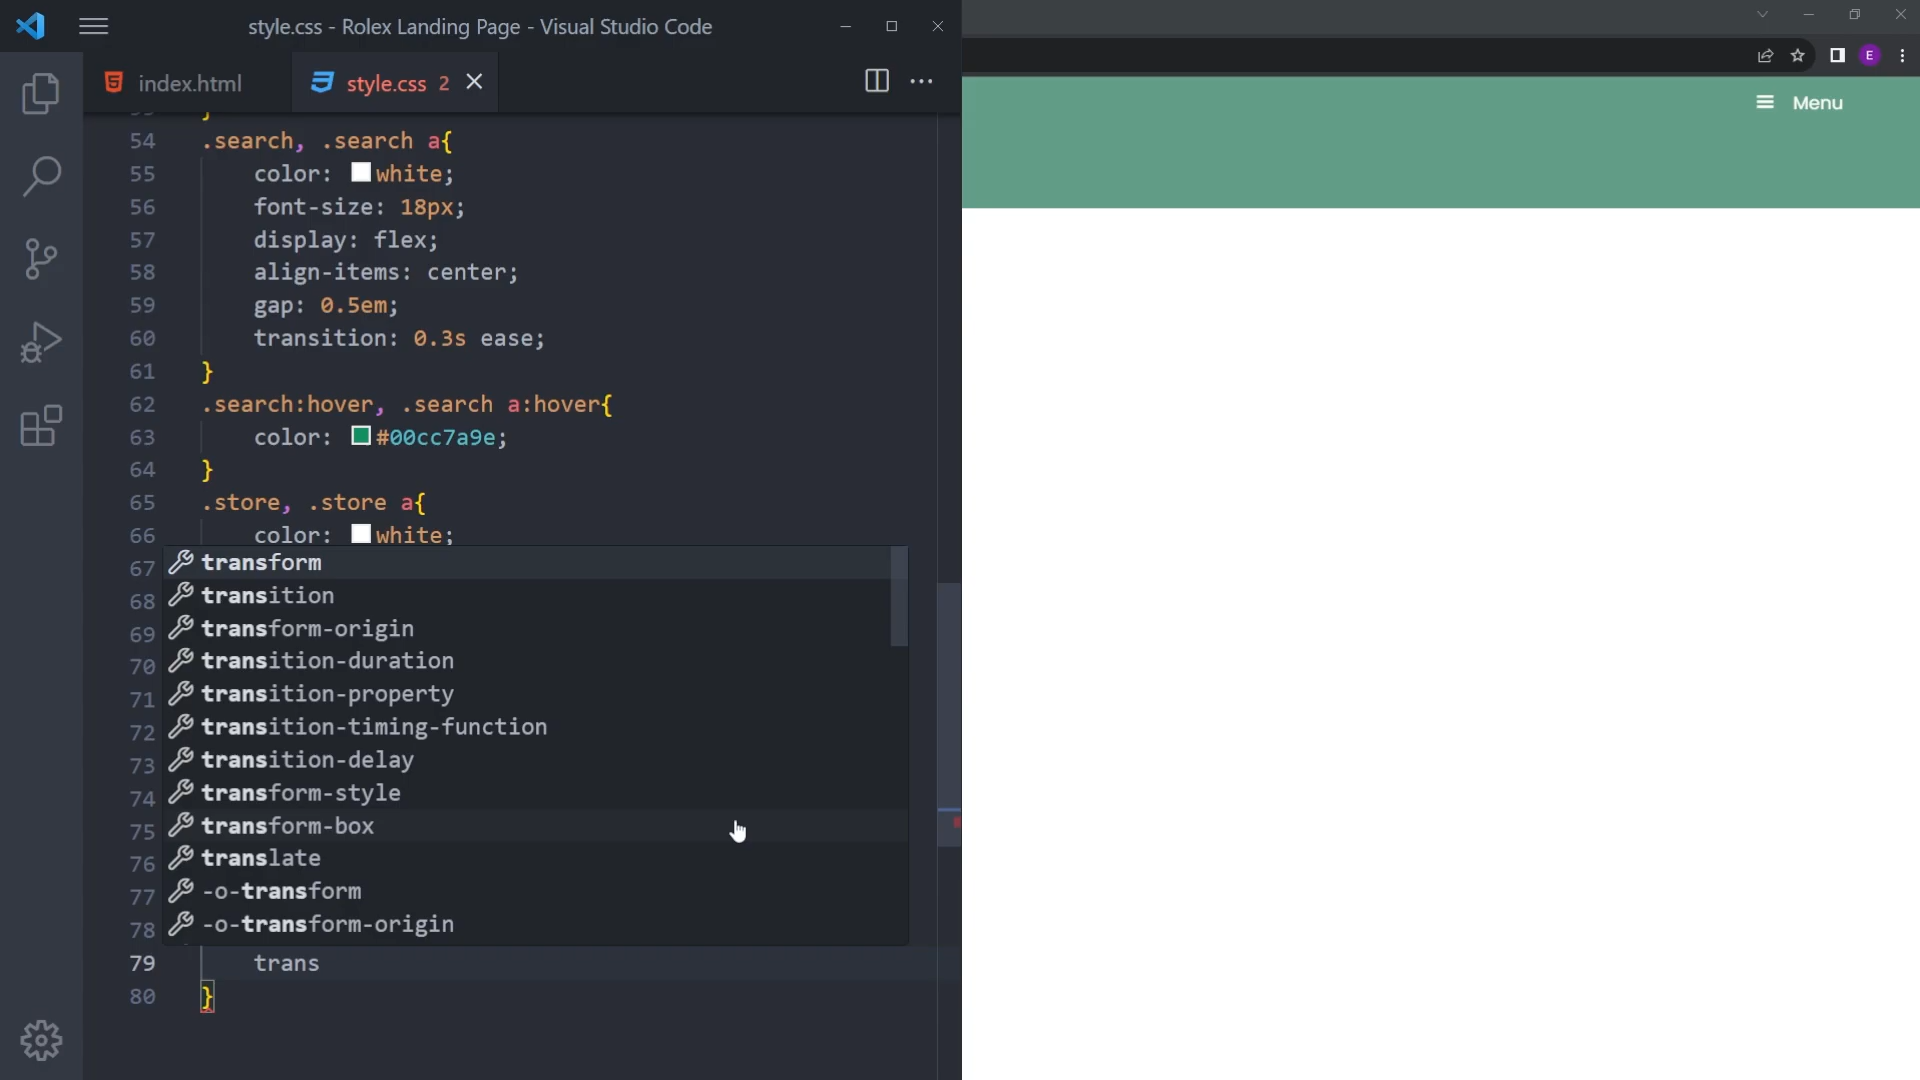 style.css - Rolex Landing Page - Visual Studio Code
index.html
style.css 2
E
Menu
54 .search, .search a{
55 color: white;
56 font-size: 18px;
57 display: flex;
58 align-items: center;
59 gap: 0.5em;
60 transition: 0.3s ease;
61 }
62 .search:hover, .search a:hover{
63 color: #00cc7a9e;
64 }
65 .store, .store a{
66 color: white;
67 transform
68 transition
69 transform-origin
70 transition-duration
71 transition-property
72 transition-timing-function
73 transition-delay
74 transform-style
75 transform-box
76 translate
77 -o-transform
78 -o-transform-origin
79 trans
80 }